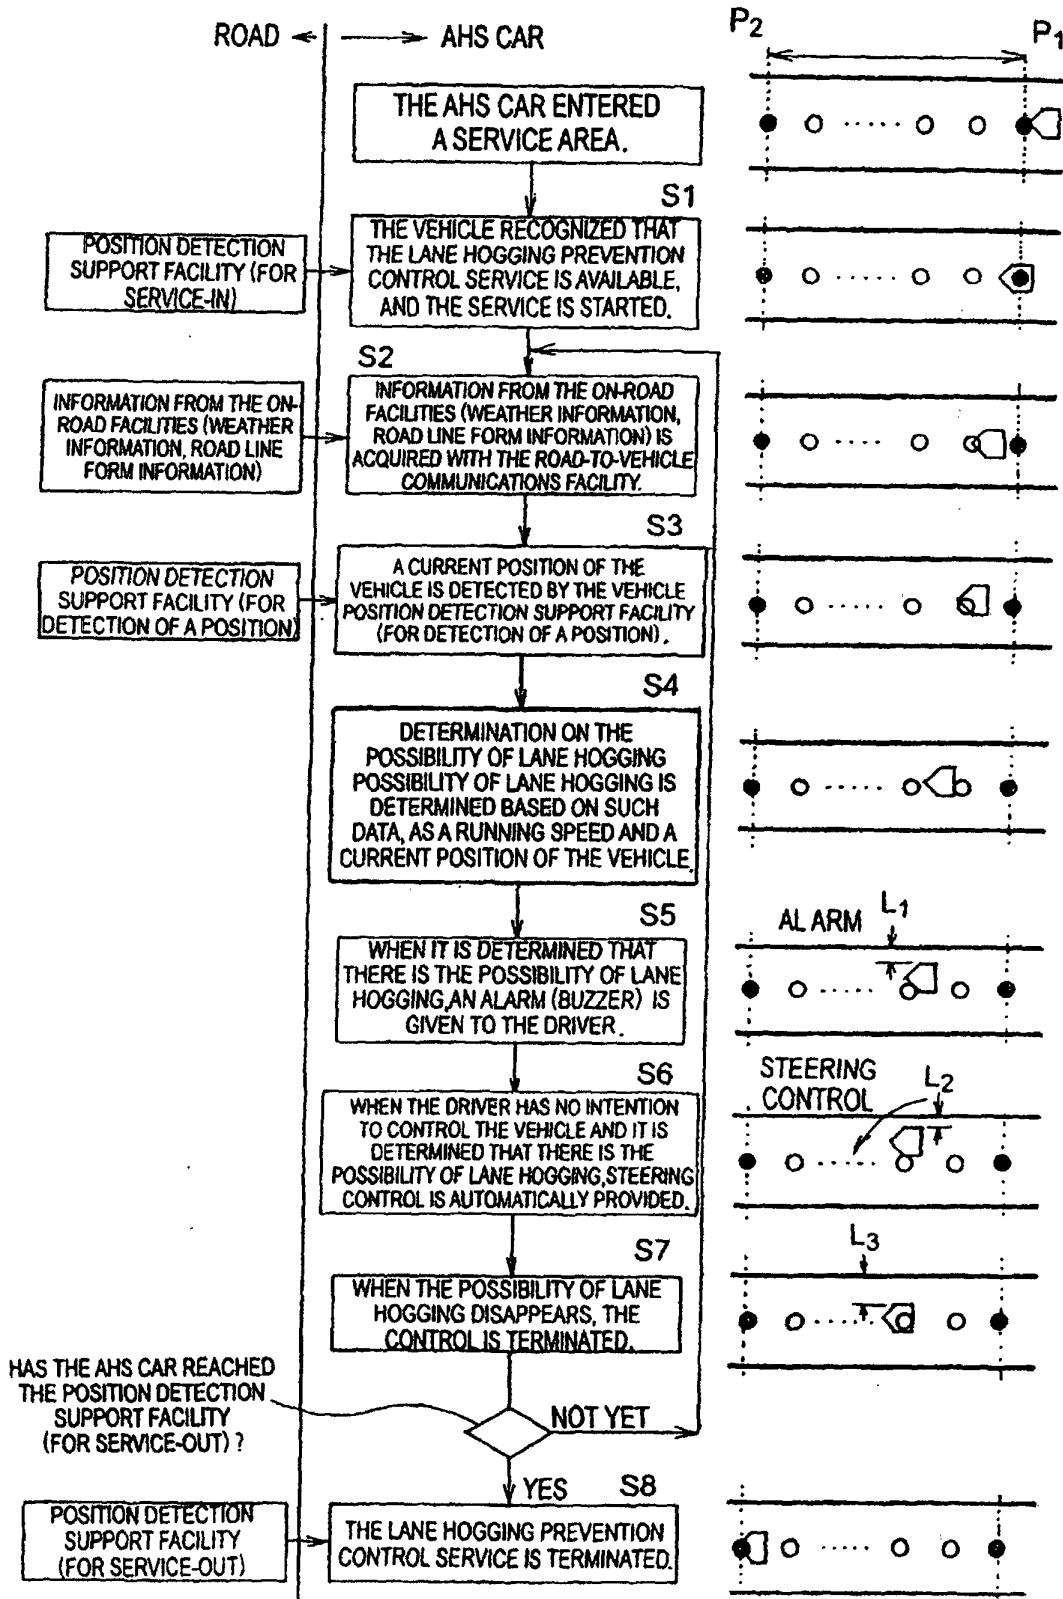 ROAD
AHS CAR
P2
P1
THE AHS CAR ENTERED
A SERVICE AREA.
S1
POSITION DETECTION
SUPPORT FACILITY (FOR
SERVICE-IN)
THE VEHICLE RECOGNIZED THAT
THE LANE HOGGING PREVENTION
CONTROL SERVICE IS AVAILABLE,
AND THE SERVICE IS STARTED.
S2
INFORMATION FROM THE ON-
ROAD FACILITIES (WEATHER
INFORMATION, ROAD LINE
FORM INFORMATION)
INFORMATION FROM THE ON-ROAD
FACILITIES (WEATHER INFORMATION,
ROAD LINE FORM INFORMATION) IS
ACQUIRED WITH THE ROAD-TO-VEHICLE
COMMUNICATIONS FACILITY.
S3
POSITION DETECTION
SUPPORT FACILITY (FOR
DETECTION OF A POSITION)
A CURRENT POSITION OF THE
VEHICLE IS DETECTED BY THE VEHICLE
POSITION DETECTION SUPPORT FACILITY
(FOR DETECTION OF A POSITION).
S4
DETERMINATION ON THE
POSSIBILITY OF LANE HOGGING
POSSIBILITY OF LANE HOGGING IS
DETERMINED BASED ON SUCH
DATA, AS A RUNNING SPEED AND A
CURRENT POSITION OF THE VEHICLE.
S5
ALARM
L1
WHEN IT IS DETERMINED THAT
THERE IS THE POSSIBILITY OF LANE
HOGGING, AN ALARM (BUZZER) IS
GIVEN TO THE DRIVER.
S6
STEERING
CONTROL
L2
WHEN THE DRIVER HAS NO INTENTION
TO CONTROL THE VEHICLE AND IT IS
DETERMINED THAT THERE IS THE
POSSIBILITY OF LANE HOGGING, STEERING
CONTROL IS AUTOMATICALLY PROVIDED.
S7
L3
WHEN THE POSSIBILITY OF LANE
HOGGING DISAPPEARS, THE
CONTROL IS TERMINATED.
HAS THE AHS CAR REACHED
THE POSITION DETECTION
SUPPORT FACILITY
(FOR SERVICE-OUT) ?
NOT YET
YES
S8
POSITION DETECTION
SUPPORT FACILITY
(FOR SERVICE-OUT)
THE LANE HOGGING PREVENTION
CONTROL SERVICE IS TERMINATED.